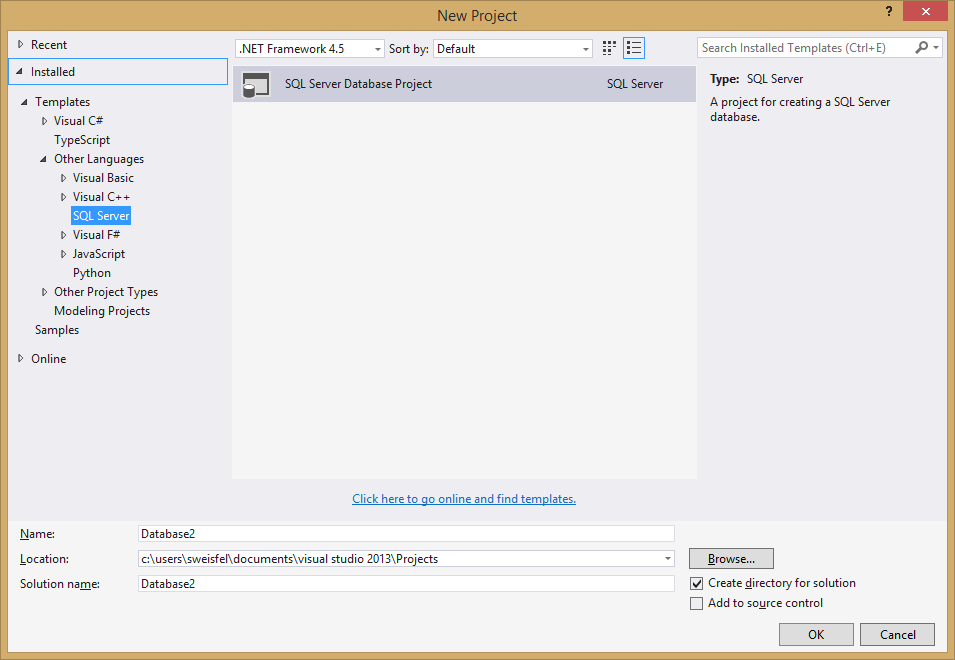 New Project
?
Recent
Installed
Templates
Visual C#
TypeScript
Other Languages
Visual Basic
Visual C++
SQL Server
Visual F#
JavaScript
Python
Other Project Types
Modeling Projects
Samples
Online
.NET Framework 4.5 Sort by: Default
SQL Server Database Project SQL Server
Click here to go online and find templates.
Search Installed Templates (Ctrl+E)
Type: SQL Server
A project for creating a SQL Server
database.
Name: Database2
Location: c:\users\sweisfel\documents\visual studio 2013\Projects Browse...
Solution name: Database2 Create directory for solution
Add to source control
OK Cancel